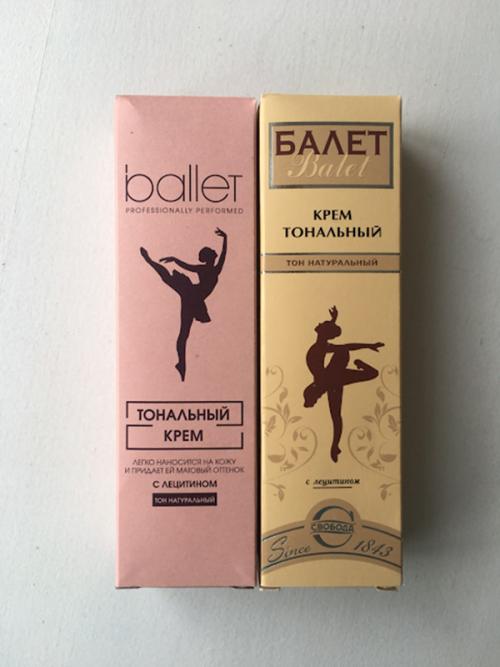 ballet
PROFESSIONALLY PERFORMED
ТОНАЛЬНЫЙ
КРЕМ
ЛЕГКО НАНОСИТСЯ НА КОЖУ
И ПРИДАЕТ ЕЙ МАТОВЫЙ ОТТЕНОК
С ЛЕЦИТИНОМ
ТОН НАТУРАЛЬНЫЙ
БАЛЕТ
Balet
КРЕМ
ТОНАЛЬНЫЙ
ТОН НАТУРАЛЬНЫЙ
с лецитином
СВОБОДА
Since 1843